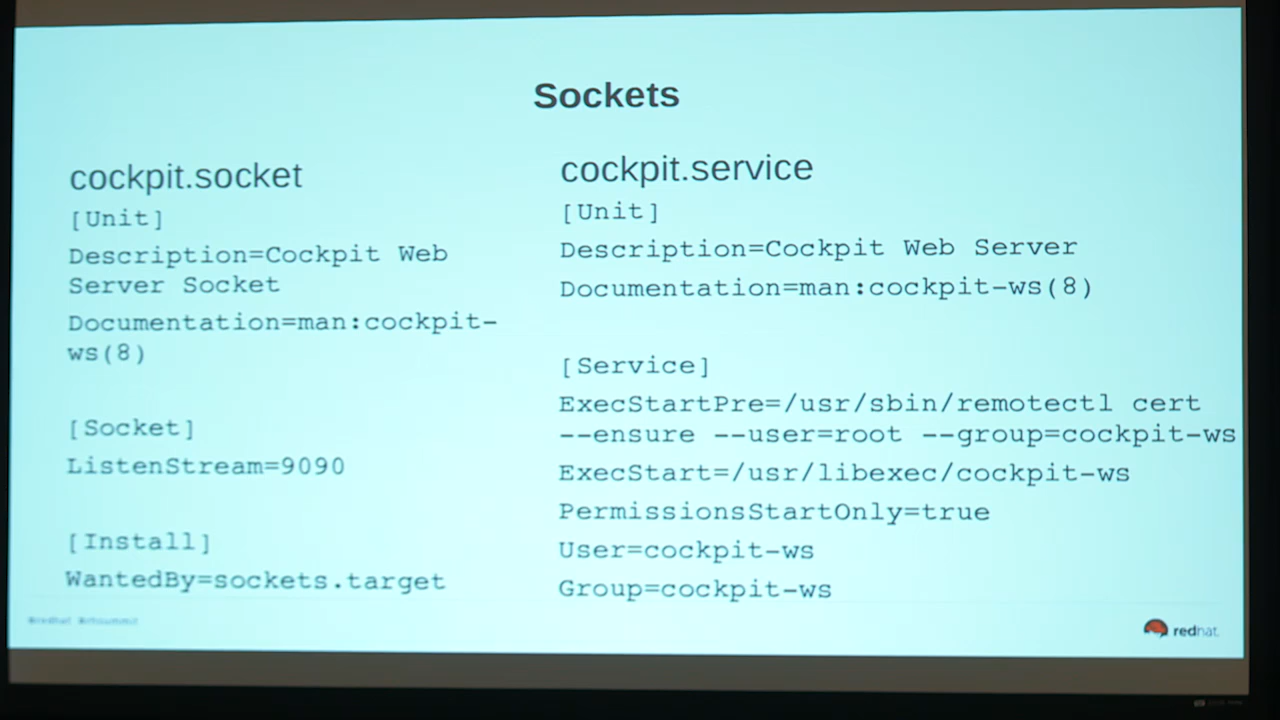 Sockets
cockpit.socket
[Unit]
Description=Cockpit Web
Server Socket
Documentation=man:cockpit-
ws(8)
[Socket]
ListenStream=9090
[Install]
WantedBy=sockets.target
cockpit.service
[Unit]
Description=Cockpit Web Server
Documentation=man:cockpit-ws(8)
[Service]
ExecStartPre=/usr/sbin/remotectl cert
--ensure --user=root --group=cockpit-ws
ExecStart=/usr/libexec/cockpit-ws
PermissionsStartOnly=true
User=cockpit-ws
Group=cockpit-ws
#redhat #rhsummit
redhat.